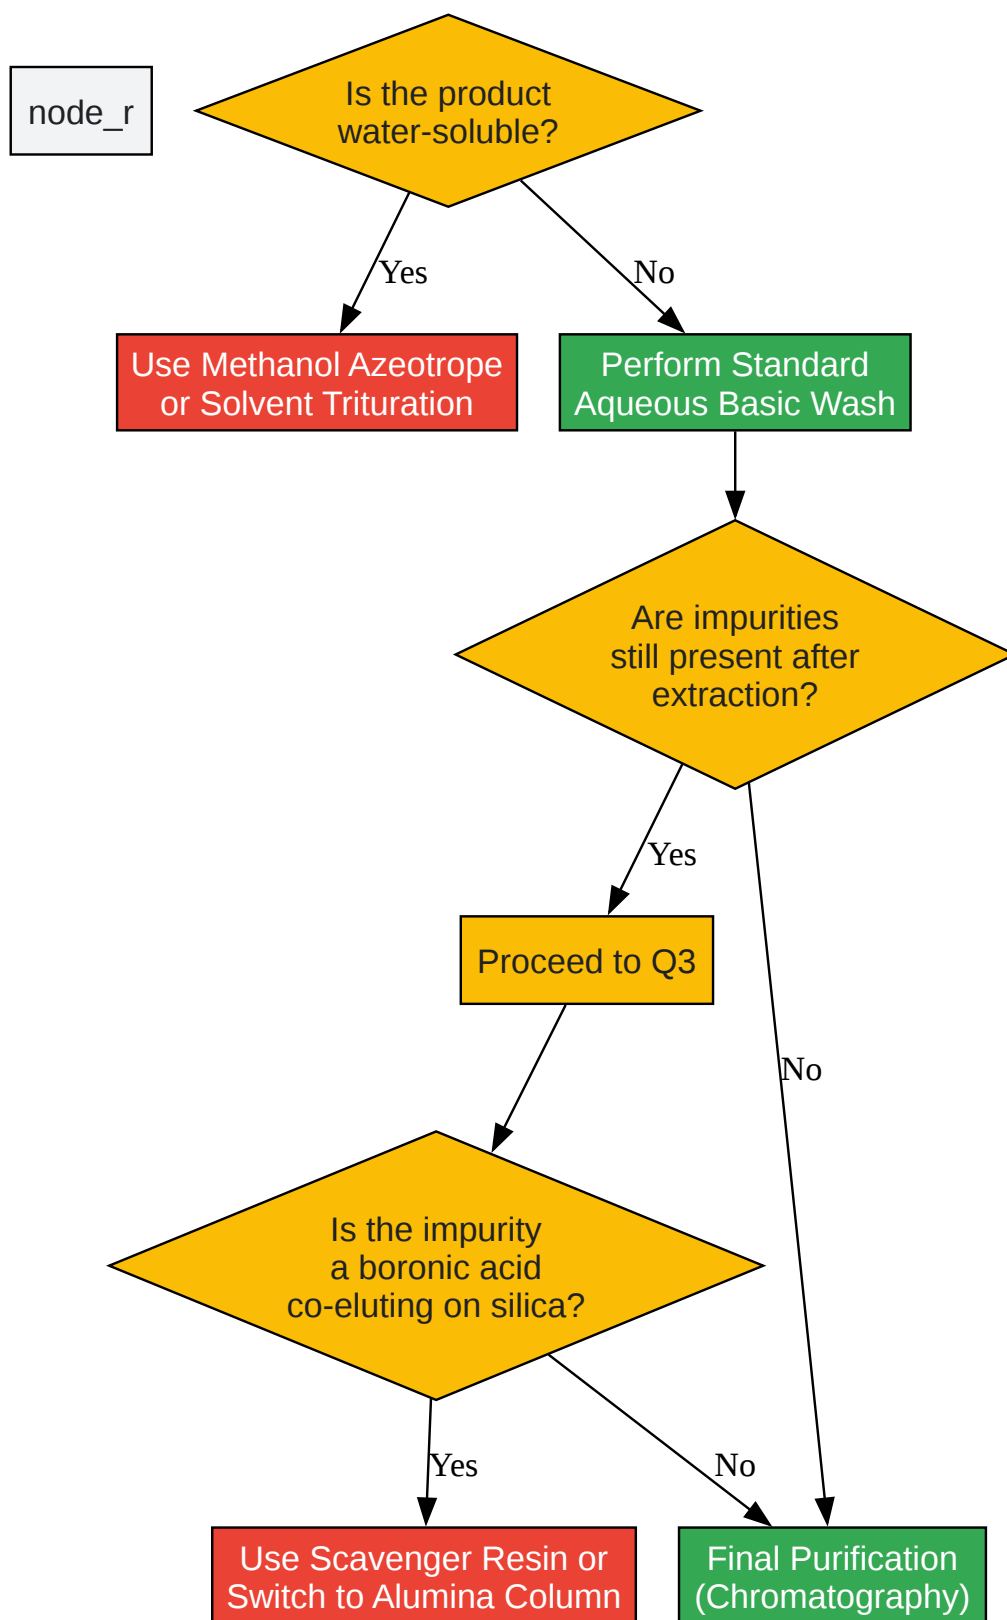 node_r
Is the product
water-soluble?
Yes
No
Use Methanol Azeotrope
or Solvent Trituration
Perform Standard
Aqueous Basic Wash
Are impurities
still present after
extraction?
Yes
Proceed to Q3
No
Is the impurity
a boronic acid
co-eluting on silica?
Yes
No
Use Scavenger Resin or
Switch to Alumina Column
Final Purification
(Chromatography)